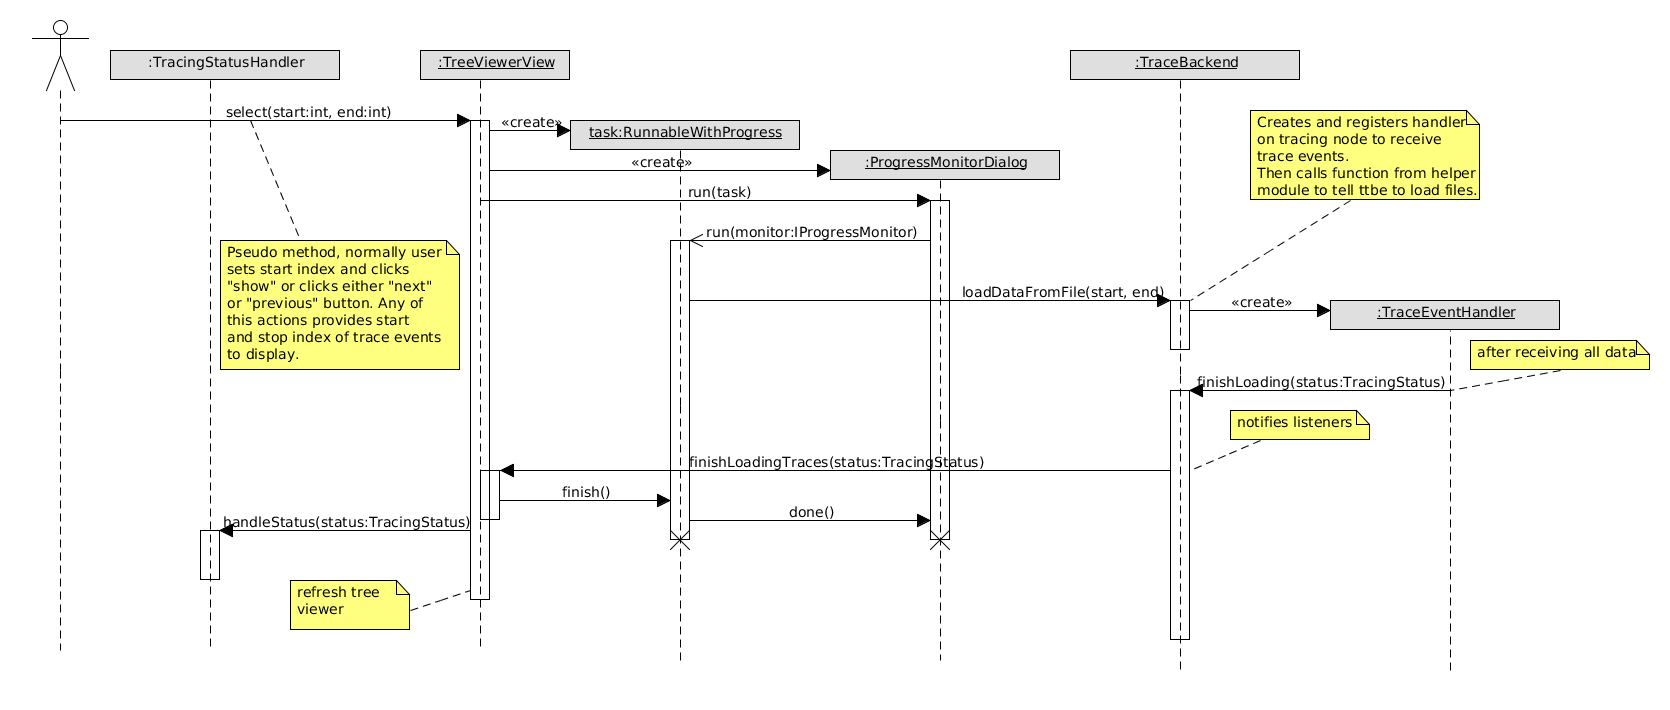 :TracingStatusHandler
:TreeViewerView
:TraceBackend
select(start:int, end:int)
«create»
task:RunnableWithProgress
«create»
:ProgressMonitorDialog
Creates and registers handler
on tracing node to receive
trace events.
Then calls function from helper
module to tell ttbe to load files.
run(task)
run(monitor:IProgressMonitor)
Pseudo method, normally user
sets start index and clicks
"show" or clicks either "next"
or "previous" button. Any of
this actions provides start
and stop index of trace events
to display.
loadDataFromFile(start, end)
«create»
:TraceEventHandler
after receiving all data
finishLoading(status:TracingStatus)
notifies listeners
finishLoadingTraces(status:TracingStatus)
finish()
done()
handleStatus(status:TracingStatus)
refresh tree
viewer